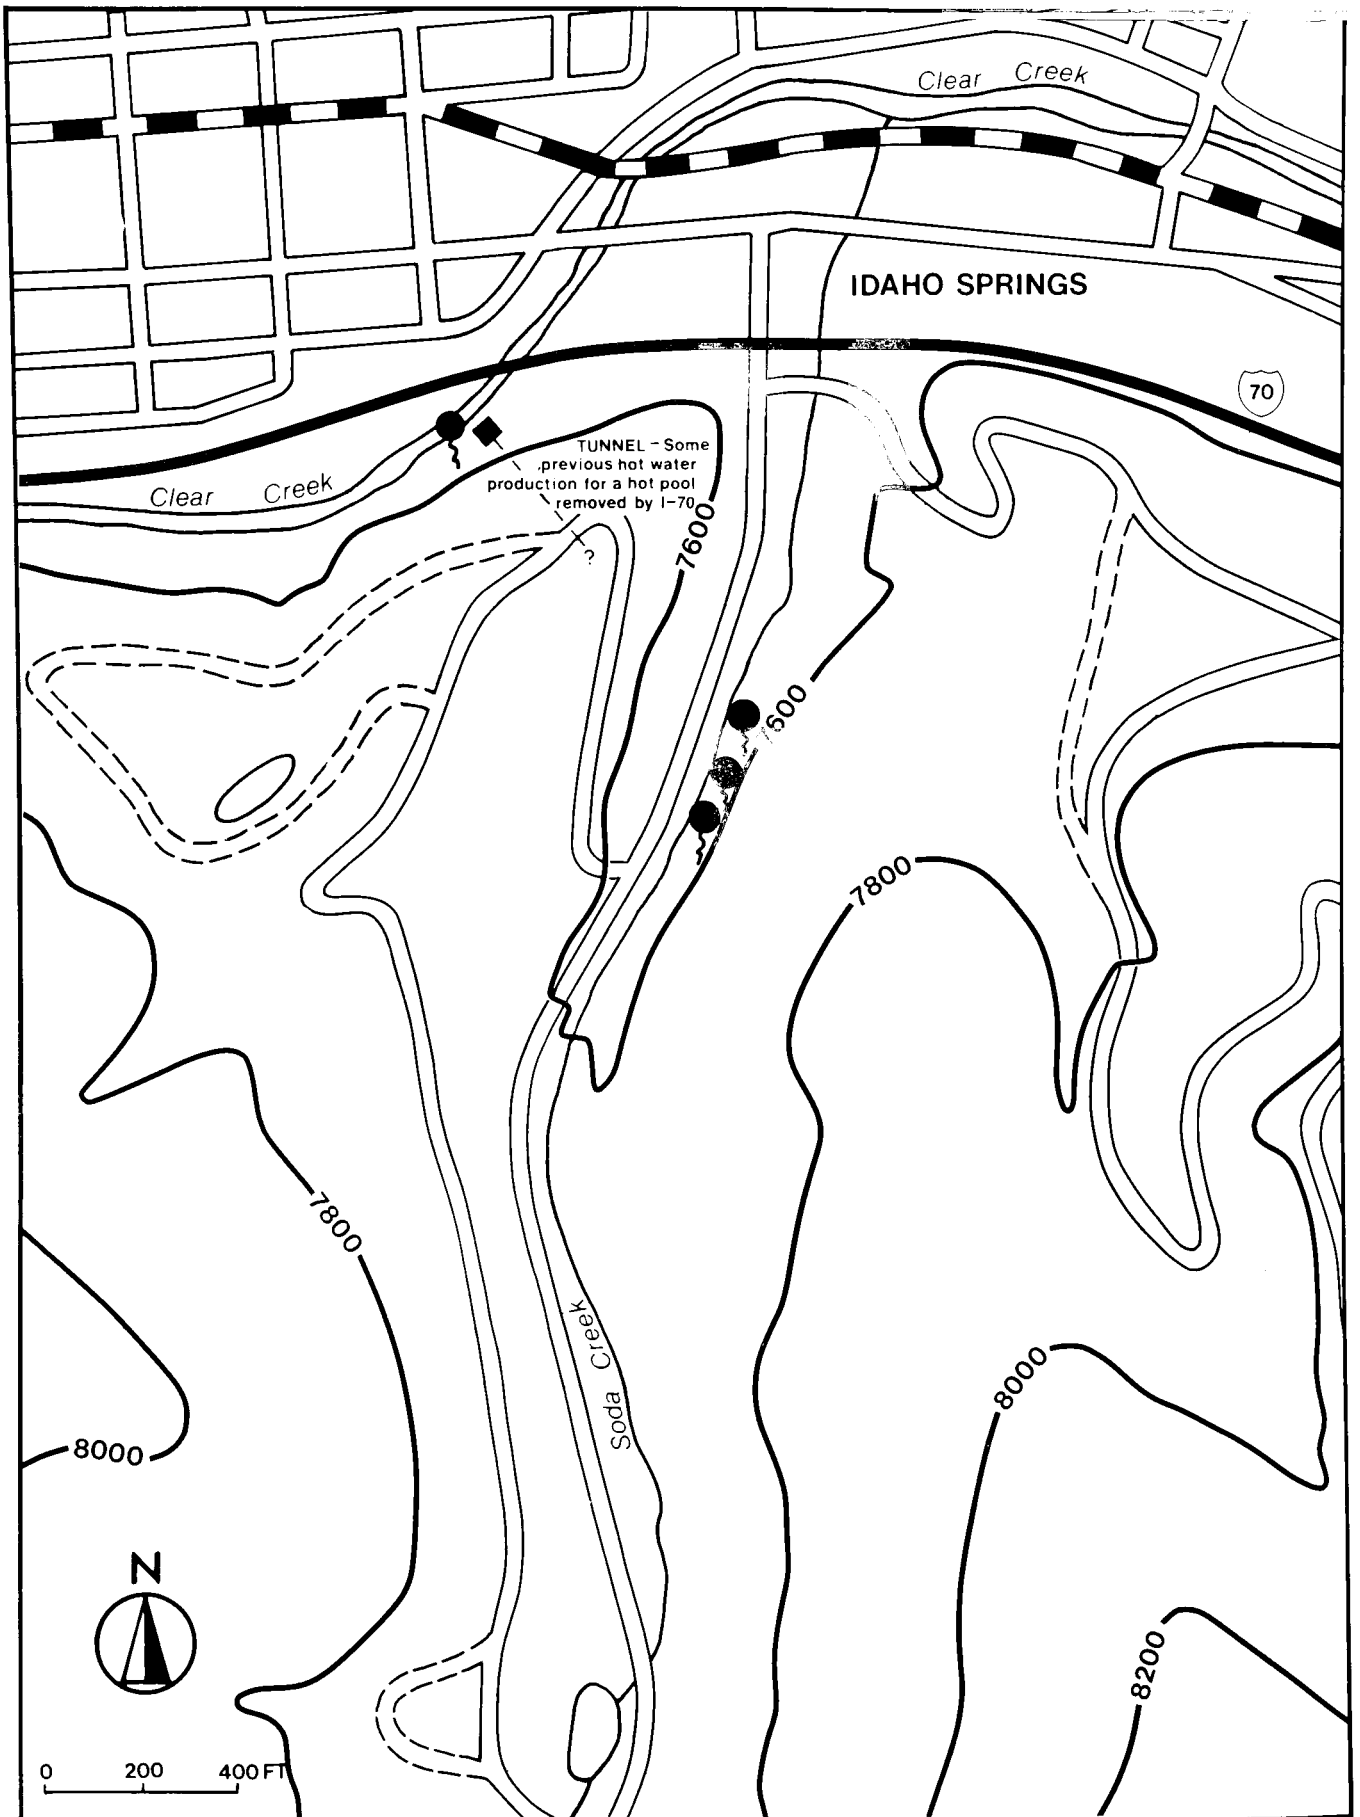 Clear Creek
IDAHO SPRINGS
70
TUNNEL - Some
previous hot water
production for a hot pool
removed by I-70
Clear Creek
7600
?
7600
7800
7800
Soda Creek
8000
8000
N
8200
0 200 400 FT